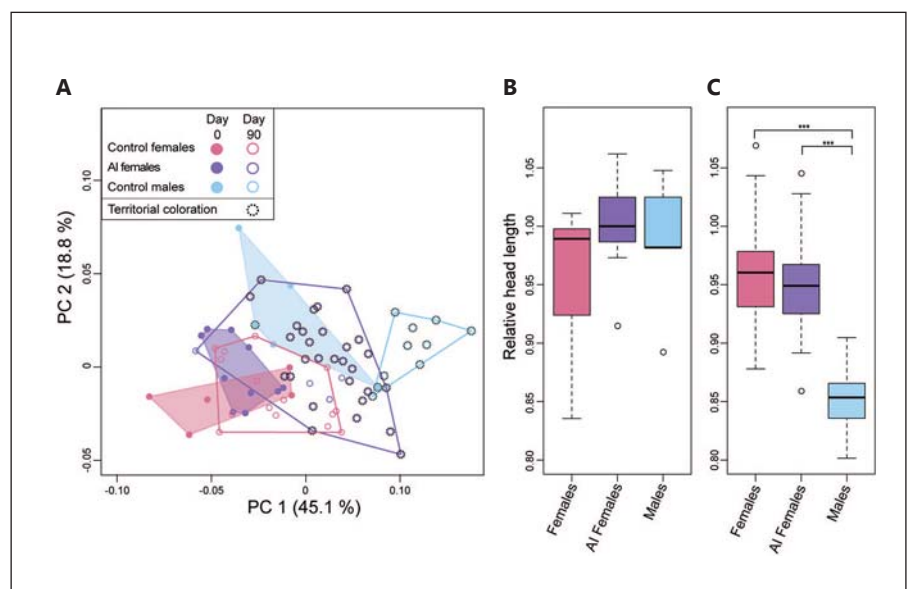 A
B
C
Day Day
0 90
Control females
AI females
Control males
Territorial coloration
PC 2 (18.8 %)
0.10
0.05
0
-0.05
-0.10 -0.05 0 0.10
PC 1 (45.1 %)
Relative head length
1.05
1.00
0.95
0.90
0.85
0.80
Females
AI Females
Males
*** 
***
1.05
1.00
0.95
0.90
0.85
0.80
Females
AI Females
Males